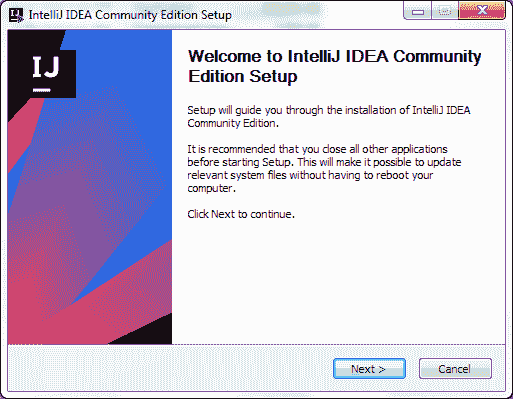 IntelliJ IDEA Community Edition Setup
IJ
Welcome to IntelliJ IDEA Community
Edition Setup
Setup will guide you through the installation of IntelliJ IDEA
Community Edition.
It is recommended that you close all other applications
before starting Setup. This will make it possible to update
relevant system files without having to reboot your
computer.
Click Next to continue.
Next >
Cancel